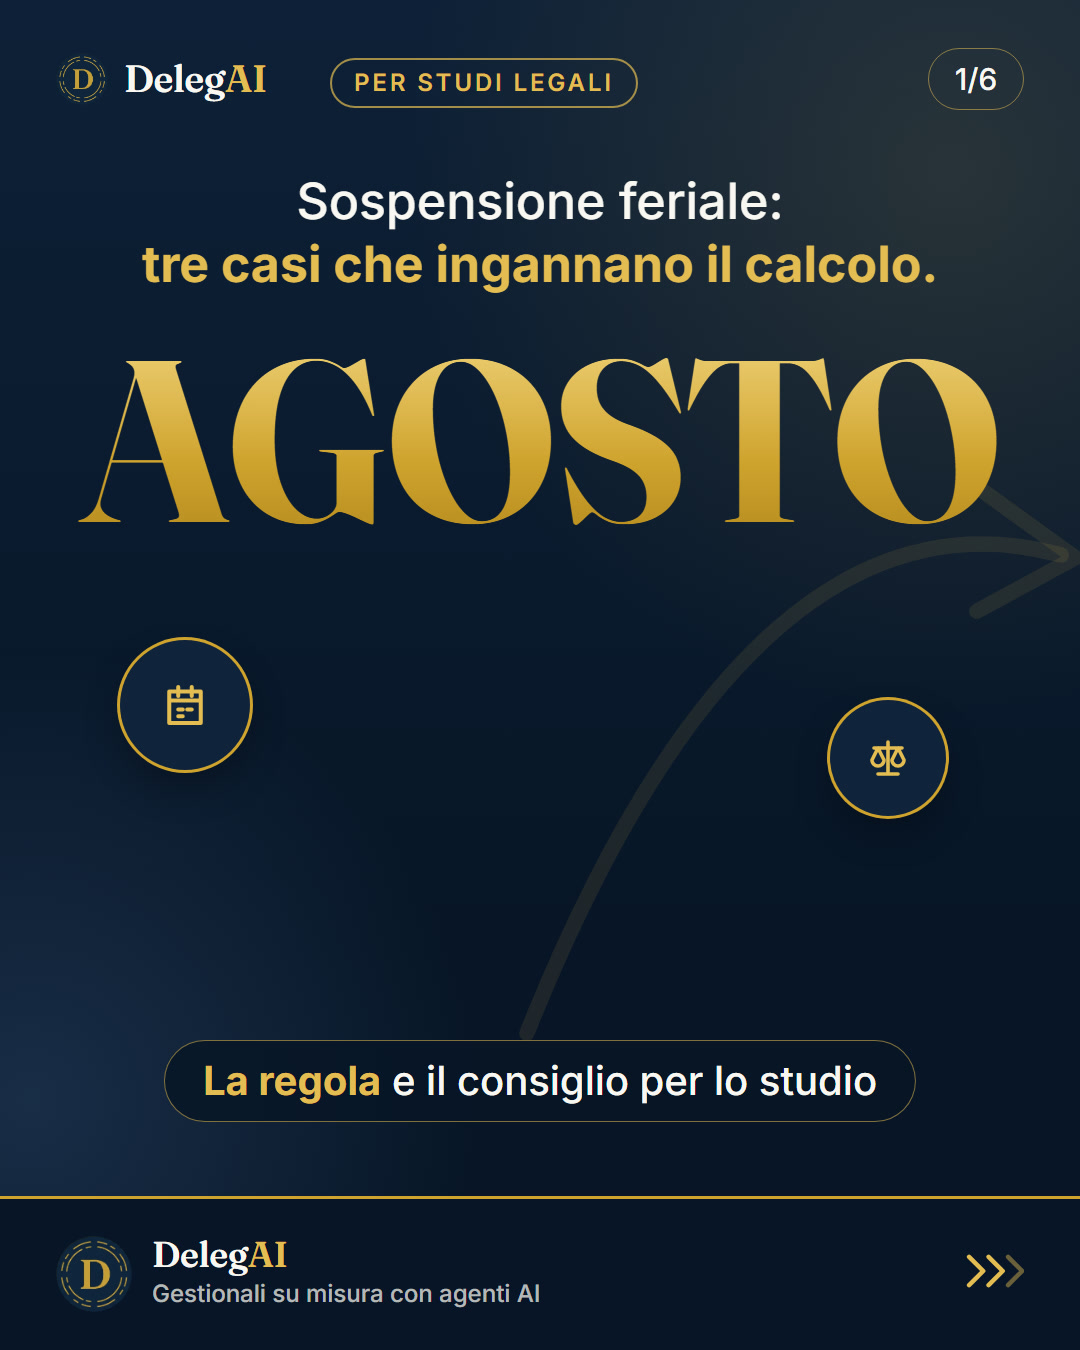 D
DelegAI
PER STUDI LEGALI
1/6
Sospensione feriale:
tre casi che ingannano il calcolo.
AGOSTO
La regola e il consiglio per lo studio
D
DelegAI
Gestionali su misura con agenti AI